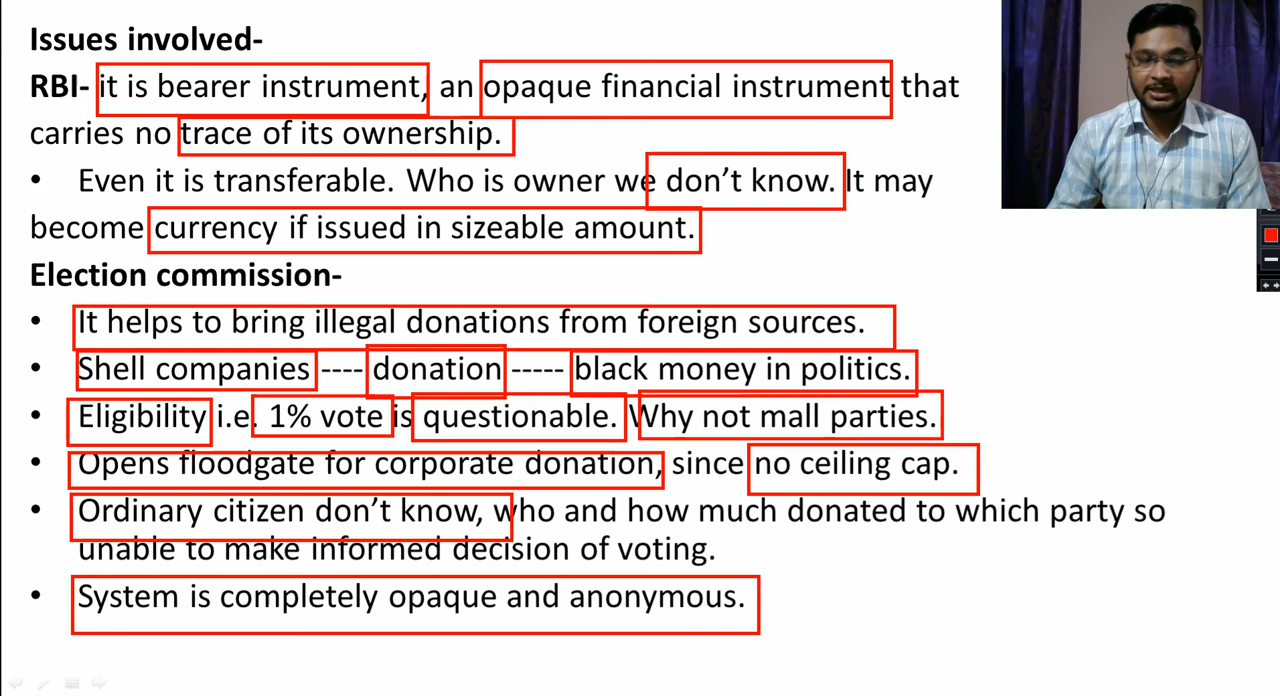 Issues involved-
RBI- it is bearer instrument, an opaque financial instrument that
carries no trace of its ownership.
• Even it is transferable. Who is owner we don't know. It may
become currency if issued in sizeable amount.
Election commission-
• It helps to bring illegal donations from foreign sources.
• Shell companies ---- donation ----- black money in politics.
• Eligibility i.e. 1% vote is questionable. Why not mall parties.
• Opens floodgate for corporate donation, since no ceiling cap.
• Ordinary citizen don't know, who and how much donated to which party so
unable to make informed decision of voting.
• System is completely opaque and anonymous.